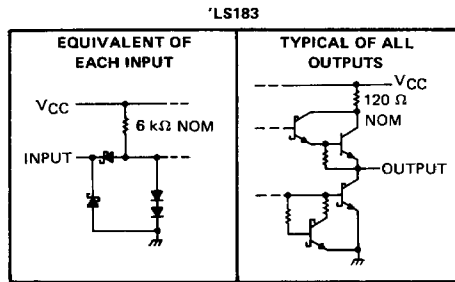 'LS183
EQUIVALENT OF
EACH INPUT
VCC
6 kΩ NOM
INPUT
TYPICAL OF ALL
OUTPUTS
VCC
120 Ω
NOM
OUTPUT